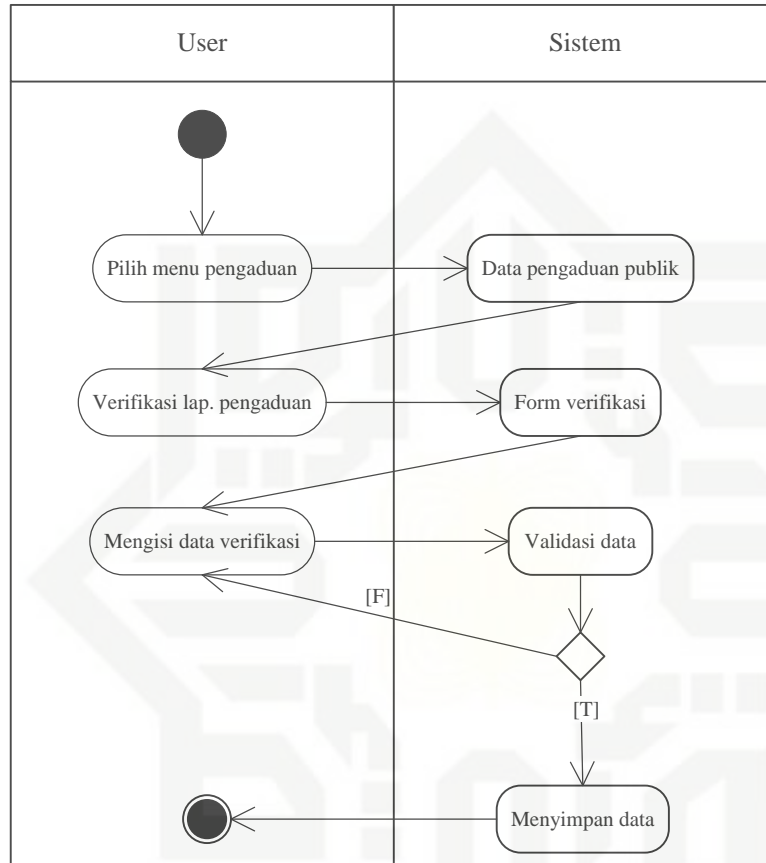 User
Sistem
Pilih menu pengaduan
Data pengaduan publik
Verifikasi lap. pengaduan
Form verifikasi
Mengisi data verifikasi
Validasi data
[F]
[T]
Menyimpan data